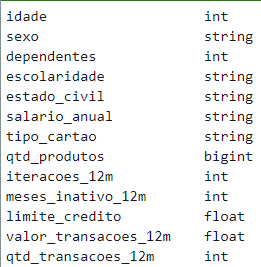 idade int
sexo string
dependentes int
escolaridade string
estado_civil string
salario_anual string
tipo_cartao string
qtd_produtos bigint
iteracoes_12m int
meses_inativo_12m int
limite_credito float
valor_transacoes_12m float
qtd_transacoes_12m int